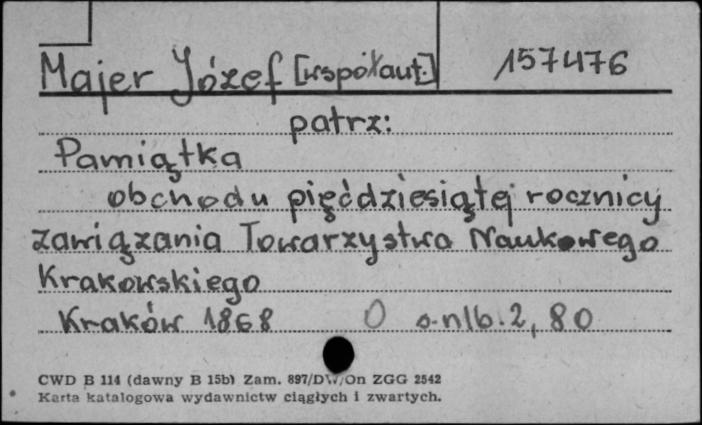 Majer Józef [współaut.] 157476
patrz:
Pamiątka
obchodu pięćdziesiątej rocznicy
zawiązania Towarzystwa Naukowego
Krakowskiego
Kraków 1868 O s.nlb.2, 80
CWD B 114 (dawny B 15b) Zam. 897/DW/On ZGG 2542
Karta katalogowa wydawnictw ciągłych i zwartych.